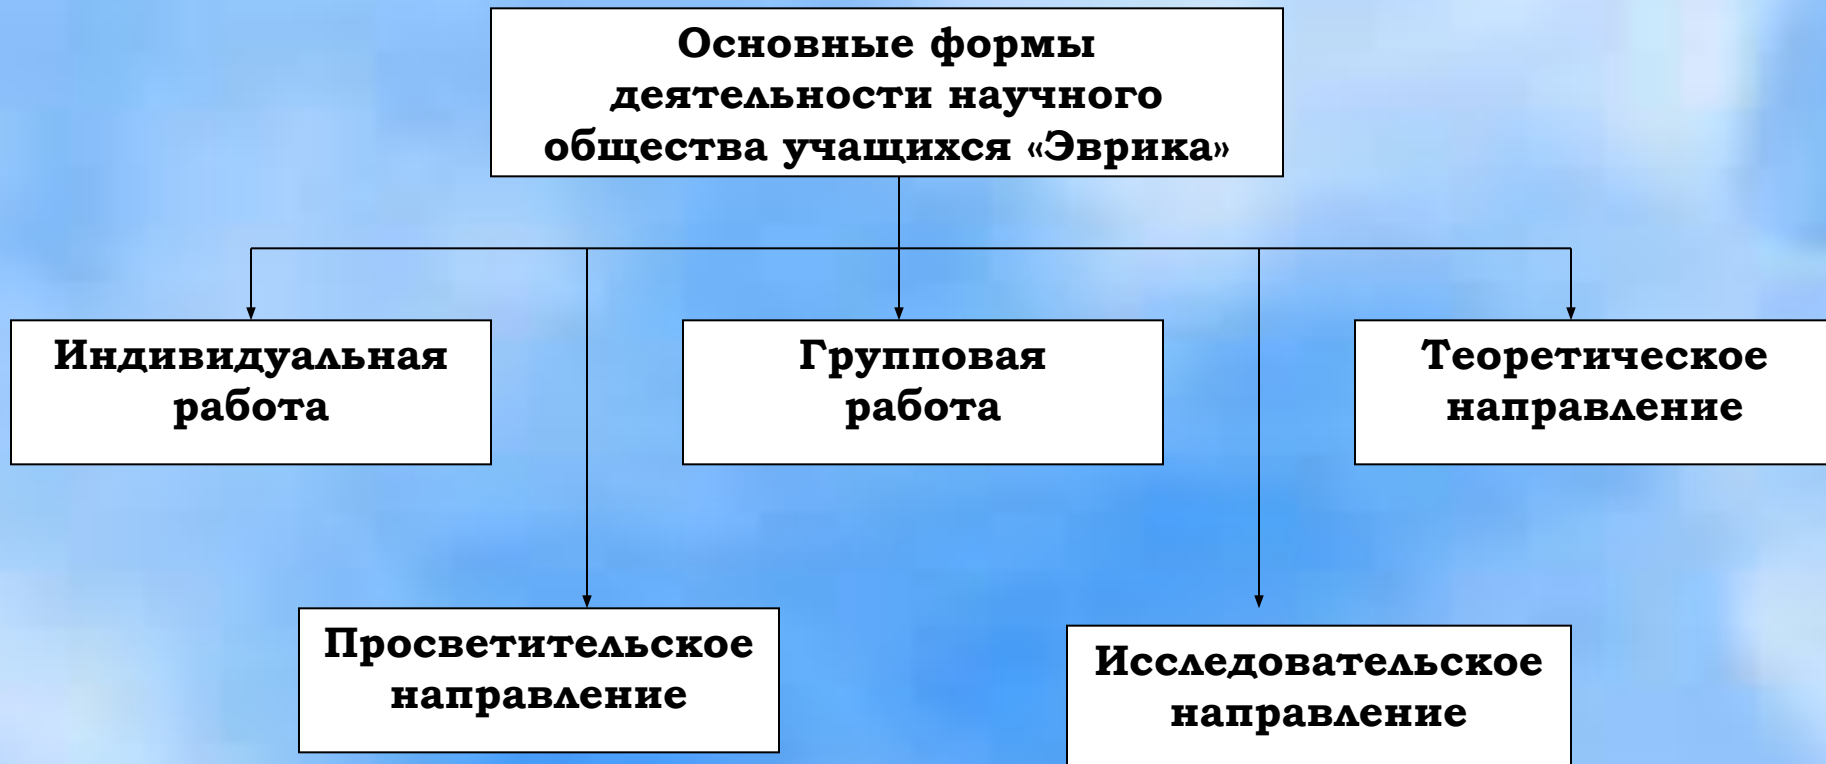 Основные формы
деятельности научного
общества учащихся «Эврика»
Индивидуальная
работа
Групповая
работа
Теоретическое
направление
Просветительское
направление
Исследовательское
направление